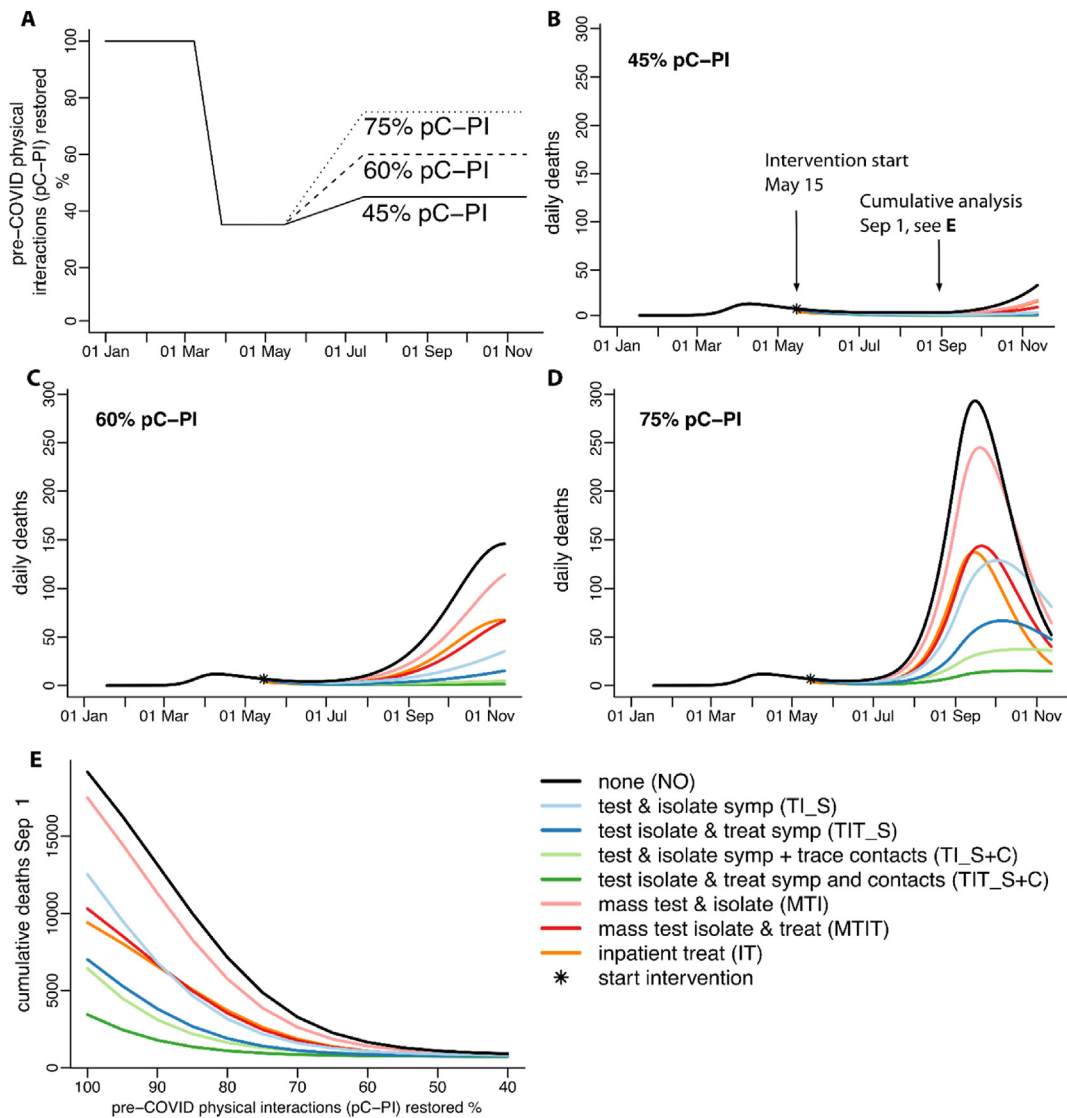 A
pre−COVID physical
interactions (pC−PI) restored
%
100
80
60
40
20
0
75% pC−PI
60% pC−PI
45% pC−PI
01 Jan 01 Mar 01 May 01 Jul 01 Sep 01 Nov
B
45% pC−PI
daily deaths
300
250
200
150
100
50
0
Intervention start
May 15
Cumulative analysis
Sep 1, see E
01 Jan 01 Mar 01 May 01 Jul 01 Sep 01 Nov
C
60% pC−PI
daily deaths
300
250
200
150
100
50
0
01 Jan 01 Mar 01 May 01 Jul 01 Sep 01 Nov
D
75% pC−PI
daily deaths
300
250
200
150
100
50
0
01 Jan 01 Mar 01 May 01 Jul 01 Sep 01 Nov
E
cumulative deaths Sep 1
15000
10000
5000
0
100 90 80 70 60 50 40
pre−COVID physical interactions (pC−PI) restored %
none (NO)
test & isolate symp (TI_S)
test isolate & treat symp (TIT_S)
test & isolate symp + trace contacts (TI_S+C)
test isolate & treat symp and contacts (TIT_S+C)
mass test & isolate (MTI)
mass test isolate & treat (MTIT)
inpatient treat (IT)
start intervention